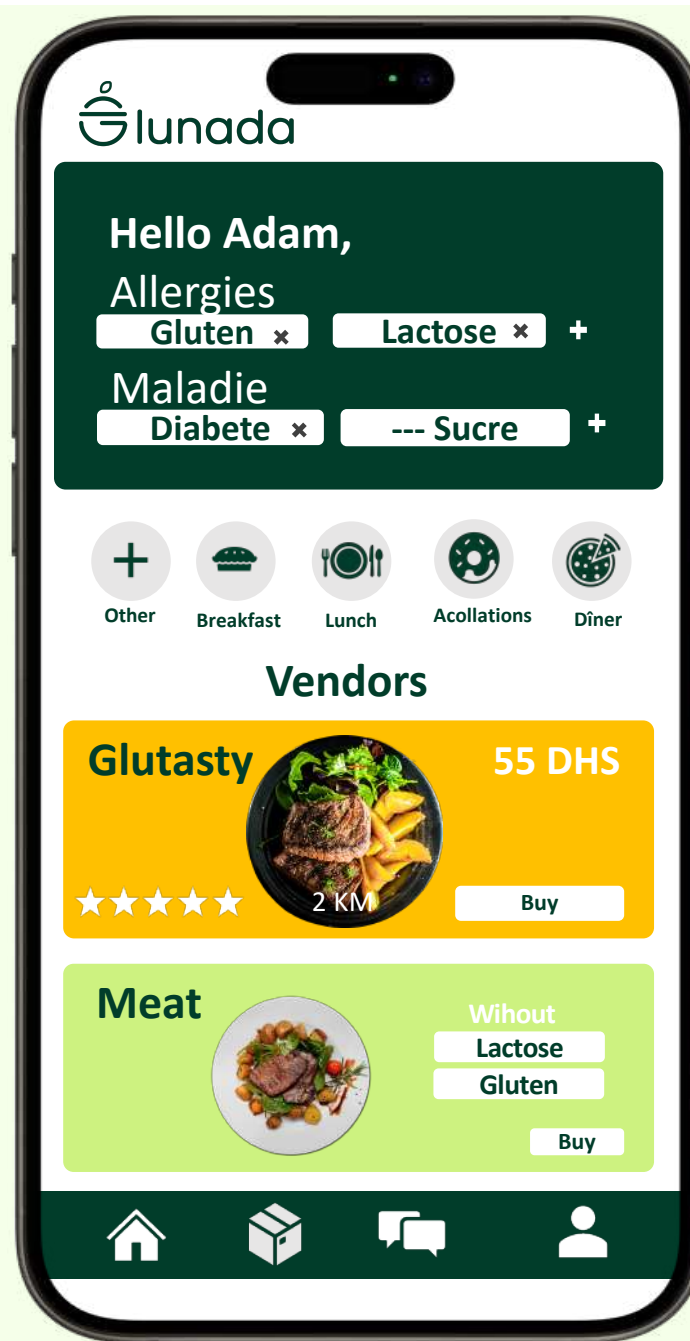 Glunada
Hello Adam,
Allergies
Gluten × Lactose × +
Maladie
Diabete × --- Sucre +
Other Breakfast Lunch Acollations Dîner
Vendors
Glutasty 55 DHS
2 KM Buy
Meat
Wihout
Lactose
Gluten
Buy